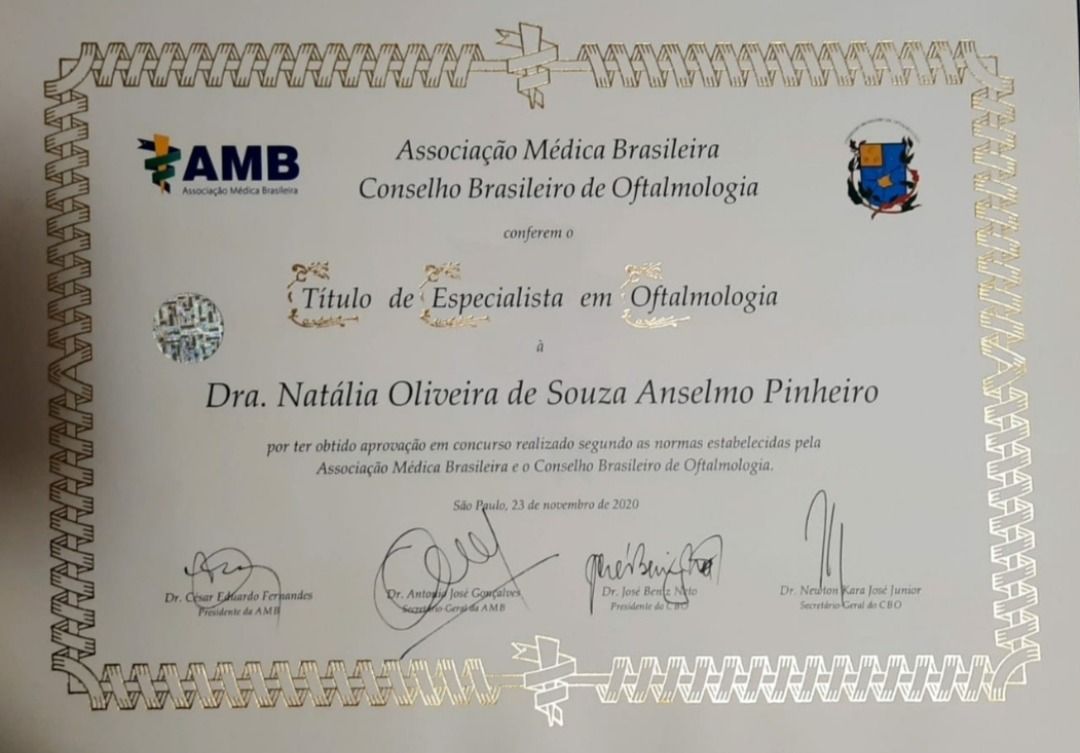 AMB
Associação Médica Brasileira
Associação Médica Brasileira
Conselho Brasileiro de Oftalmologia
conferem o
Título de Especialista em Oftalmologia
à
Dra. Natália Oliveira de Souza Anselmo Pinheiro
por ter obtido aprovação em concurso realizado segundo as normas estabelecidas pela
Associação Médica Brasileira e o Conselho Brasileiro de Oftalmologia.
São Paulo, 23 de novembro de 2020
Dr. César Eduardo Fernandes
Presidente da AMB
Dr. Antonio José Gonçalves
Secretário Geral da AMB
Dr. José Beniz Neto
Presidente do CBO
Dr. Newton Kara José Junior
Secretário Geral do CBO